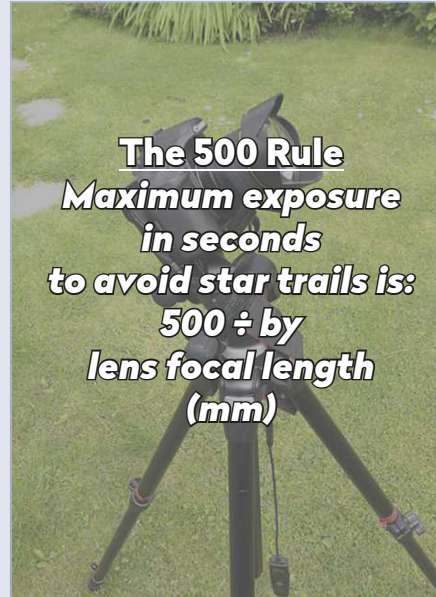 The 500 Rule
Maximum exposure
in seconds
to avoid star trails is:
500 ÷ by
lens focal length
(mm)